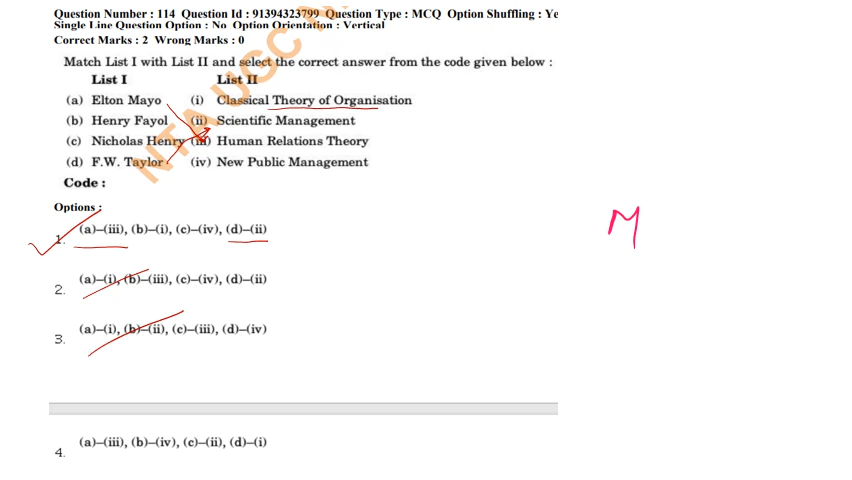 Question Number : 114 Question Id : 91394323799 Question Type : MCQ Option Shuffling : Ye
Single Line Question Option : No Option Orientation : Vertical
Correct Marks : 2 Wrong Marks : 0
Match List I with List II and select the correct answer from the code given below :
List I List II
(a) Elton Mayo (i) Classical Theory of Organisation
(b) Henry Fayol (ii) Scientific Management
(c) Nicholas Henry (iii) Human Relations Theory
(d) F.W. Taylor (iv) New Public Management
Code :
Options :
1. (a)–(iii), (b)–(i), (c)–(iv), (d)–(ii)
2. (a)–(i), (b)–(iii), (c)–(iv), (d)–(ii)
3. (a)–(i), (b)–(ii), (c)–(iii), (d)–(iv)
4. (a)–(iii), (b)–(iv), (c)–(ii), (d)–(i)
NTA UGC
M